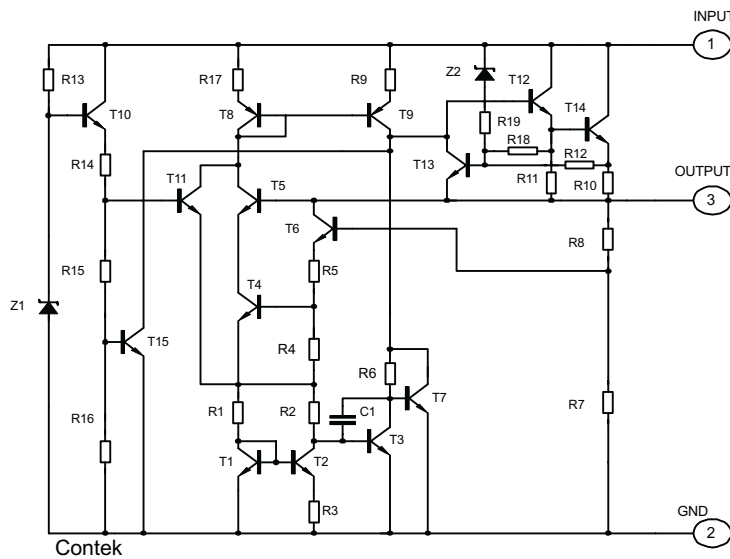 INPUT
1
R13
R17
R9
Z2
T12
T10
T8
T9
T14
R19
R18
R12
T13
R14
T11
T5
R11
R10
OUTPUT
3
T6
R8
R15
R5
Z1
T4
T15
R4
R6
T7
R7
R16
R1
R2
C1
T3
T1
T2
R3
GND
2
Contek